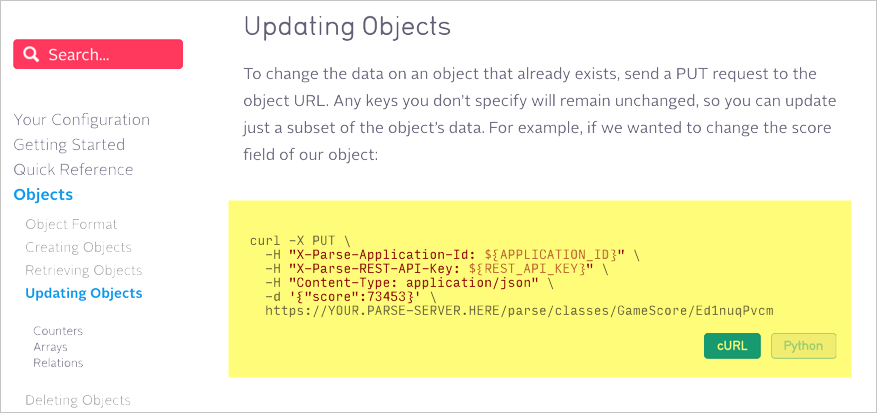 Updating Objects
Search...
To change the data on an object that already exists, send a PUT request to the
object URL. Any keys you don't specify will remain unchanged, so you can update
just a subset of the object's data. For example, if we wanted to change the score
field of our object:
Your Configuration
Getting Started
Quick Reference
Objects
Object Format
Creating Objects
Retrieving Objects
Updating Objects
Counters
Arrays
Relations
Deleting Objects
curl -X PUT \
-H "X-Parse-Application-Id: ${APPLICATION_ID}" \
-H "X-Parse-REST-API-Key: ${REST_API_KEY}" \
-H "Content-Type: application/json" \
-d '{"score":73453}' \
https://YOUR.PARSE-SERVER.HERE/parse/classes/GameScore/Ed1nuqPvcm
cURL
Python